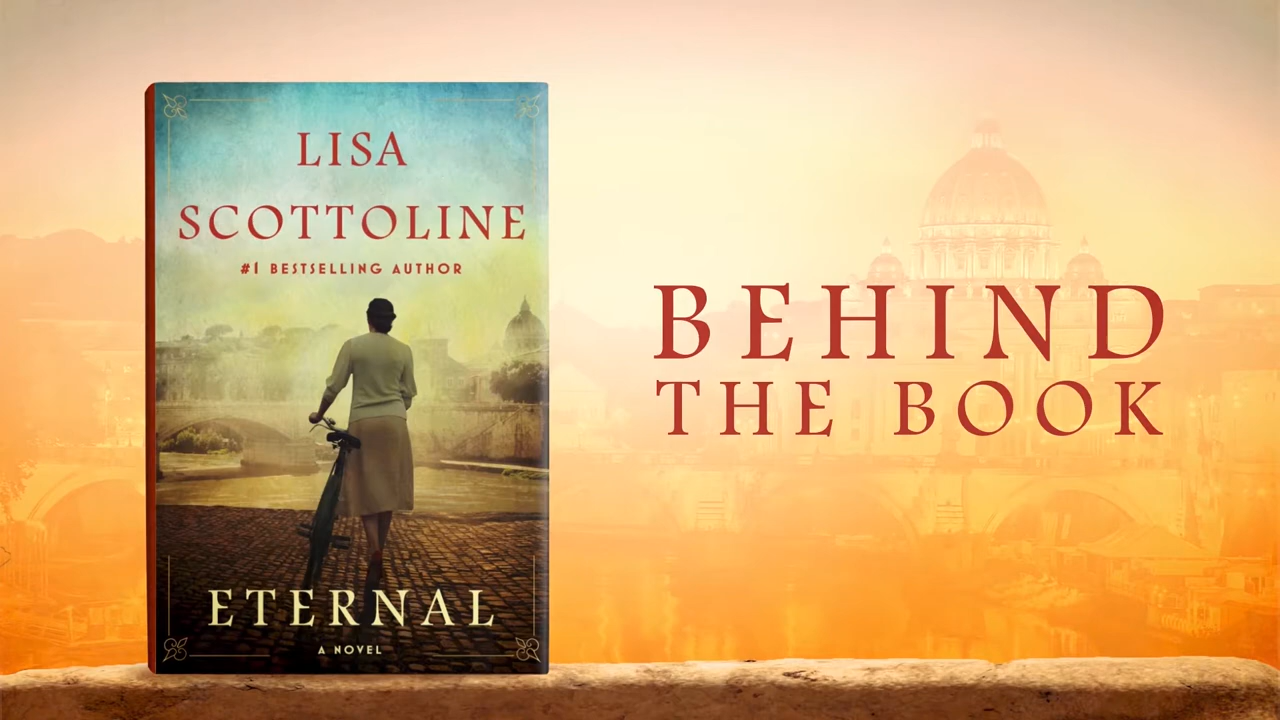 LISA
SCOTTOLINE
#1 BESTSELLING AUTHOR
ETERNAL
A NOVEL
BEHIND
THE BOOK